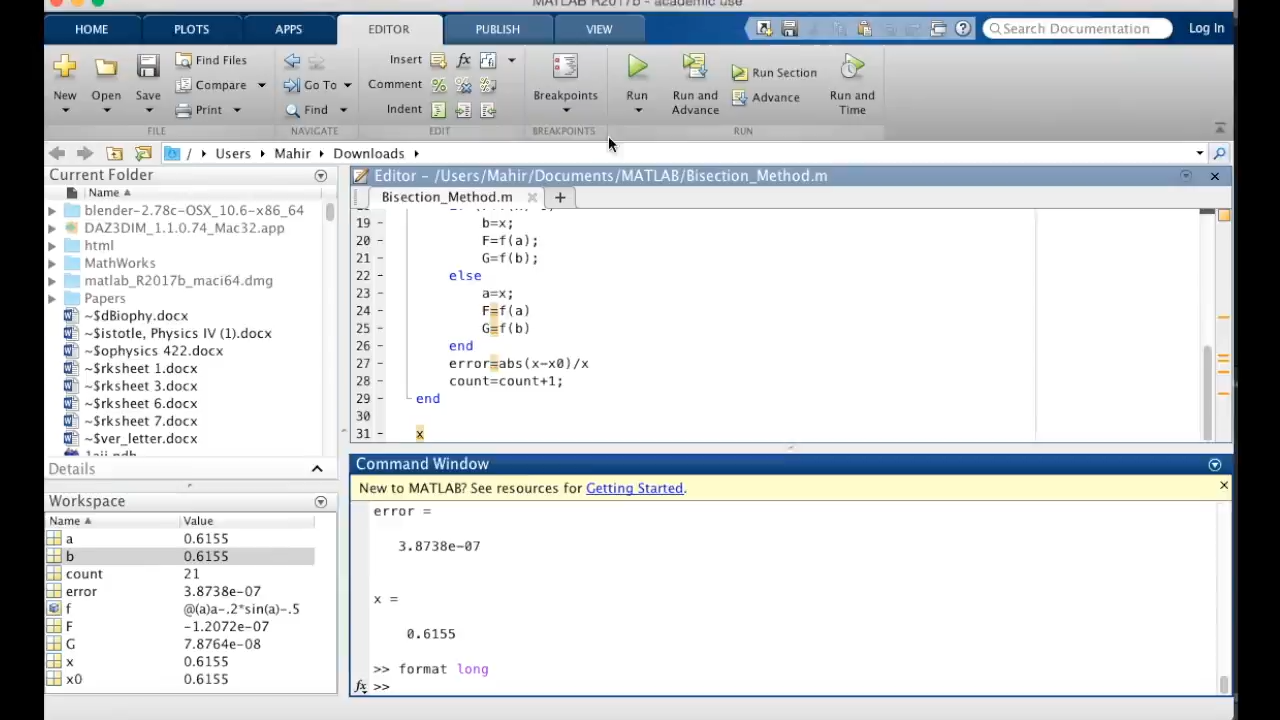 MATLAB R2017b - academic use
HOME PLOTS APPS EDITOR PUBLISH VIEW Search Documentation Log In
New Open Save Find Files Compare Print
Go To Find
Insert fx Comment Indent
Breakpoints
Run Run and Advance Run Section Advance Run and Time
FILE NAVIGATE EDIT BREAKPOINTS RUN
/ Users Mahir Downloads
Current Folder
Name
blender-2.78c-OSX_10.6-x86_64
DAZ3DIM_1.1.0.74_Mac32.app
html
MathWorks
matlab_R2017b_maci64.dmg
Papers
~$dBiophy.docx
~$istotle, Physics IV (1).docx
~$ophysics 422.docx
~$rksheet 1.docx
~$rksheet 3.docx
~$rksheet 6.docx
~$rksheet 7.docx
~$ver_letter.docx
Details
Workspace
Name Value
a 0.6155
b 0.6155
count 21
error 3.8738e-07
f @(a)a-.2*sin(a)-.5
F -1.2072e-07
G 7.8764e-08
x 0.6155
x0 0.6155
Editor - /Users/Mahir/Documents/MATLAB/Bisection_Method.m
Bisection_Method.m
19 - b=x;
20 - F=f(a);
21 - G=f(b);
22 - else
23 - a=x;
24 - F=f(a)
25 - G=f(b)
26 - end
27 - error=abs(x-x0)/x
28 - count=count+1;
29 - end
30
31 - x
Command Window
New to MATLAB? See resources for Getting Started.
error =
3.8738e-07
x =
0.6155
>> format long
fx >>